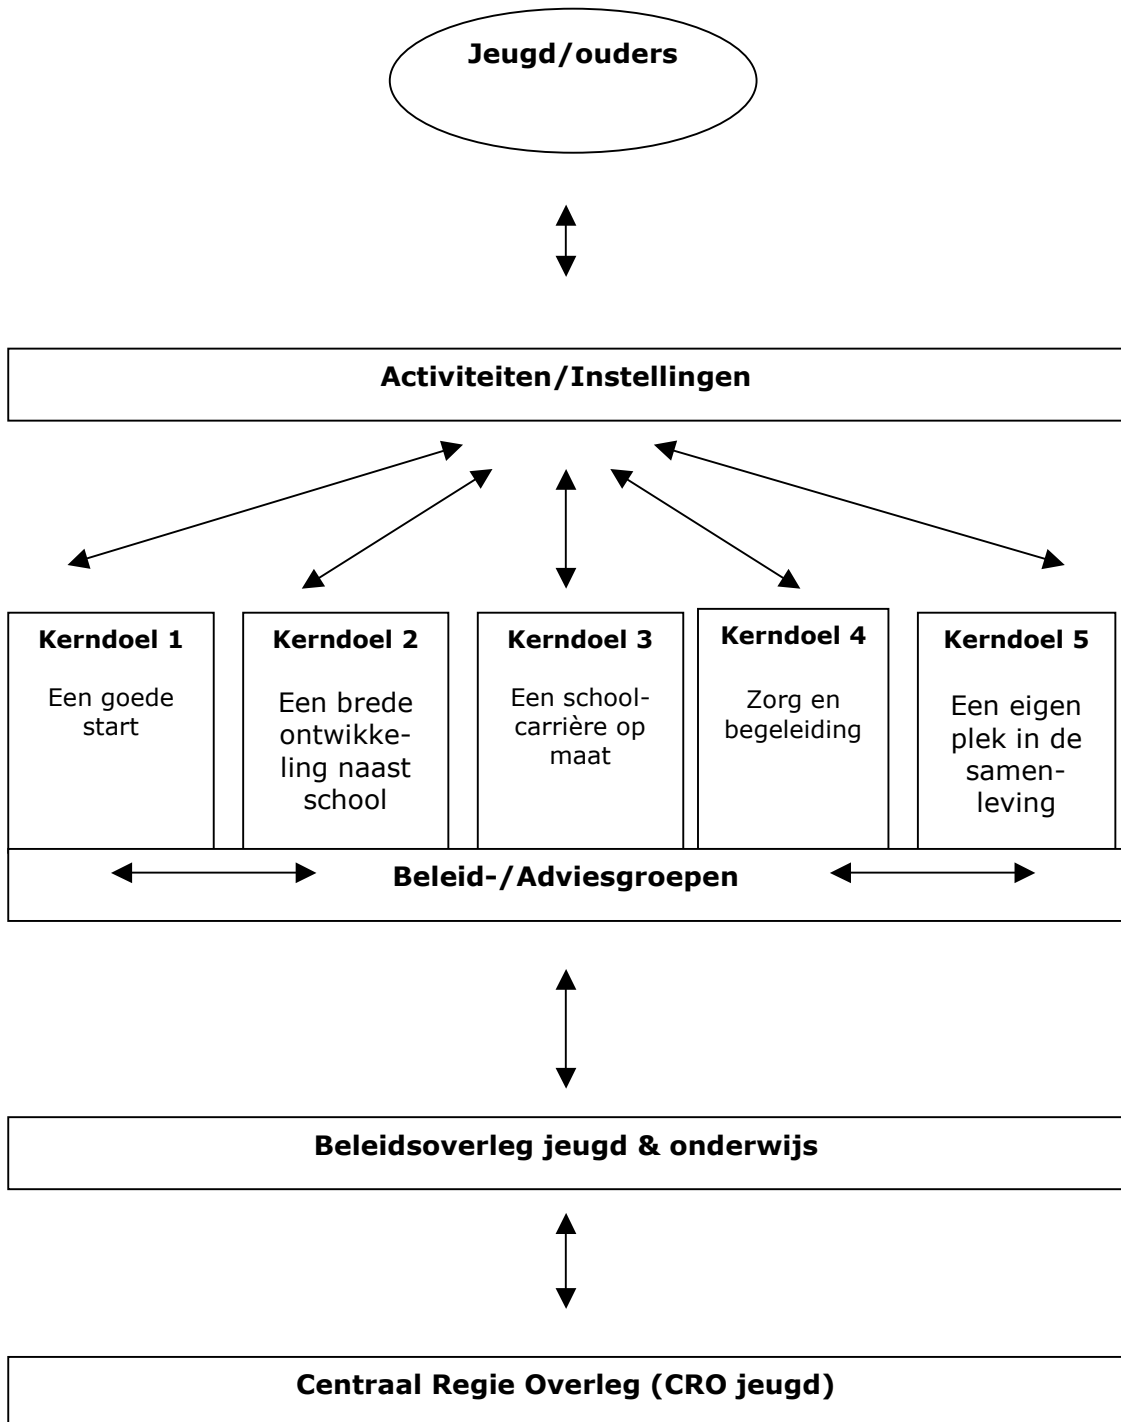 Jeugd/ouders
Activiteiten/Instellingen
Kerndoel 1
Een goede
start
Kerndoel 2
Een brede
ontwikke-
ling naast
school
Kerndoel 3
Een school-
carrière op
maat
Kerndoel 4
Zorg en
begeleiding
Kerndoel 5
Een eigen
plek in de
samen-
leving
Beleid-/Adviesgroepen
Beleidsoverleg jeugd & onderwijs
Centraal Regie Overleg (CRO jeugd)